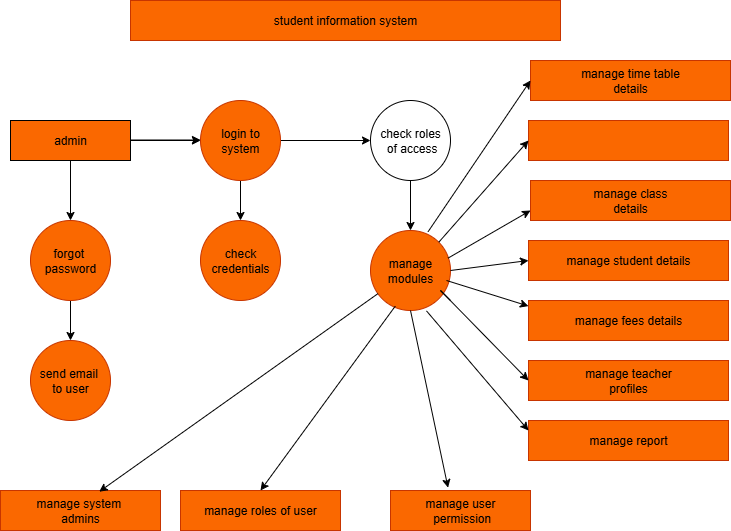 student information system
manage time table
details
admin
login to
system
check roles
of access
manage class
details
forgot
password
check
credentials
manage
modules
manage student details
manage fees details
send email
to user
manage teacher
profiles
manage report
manage system
admins
manage roles of user
manage user
permission